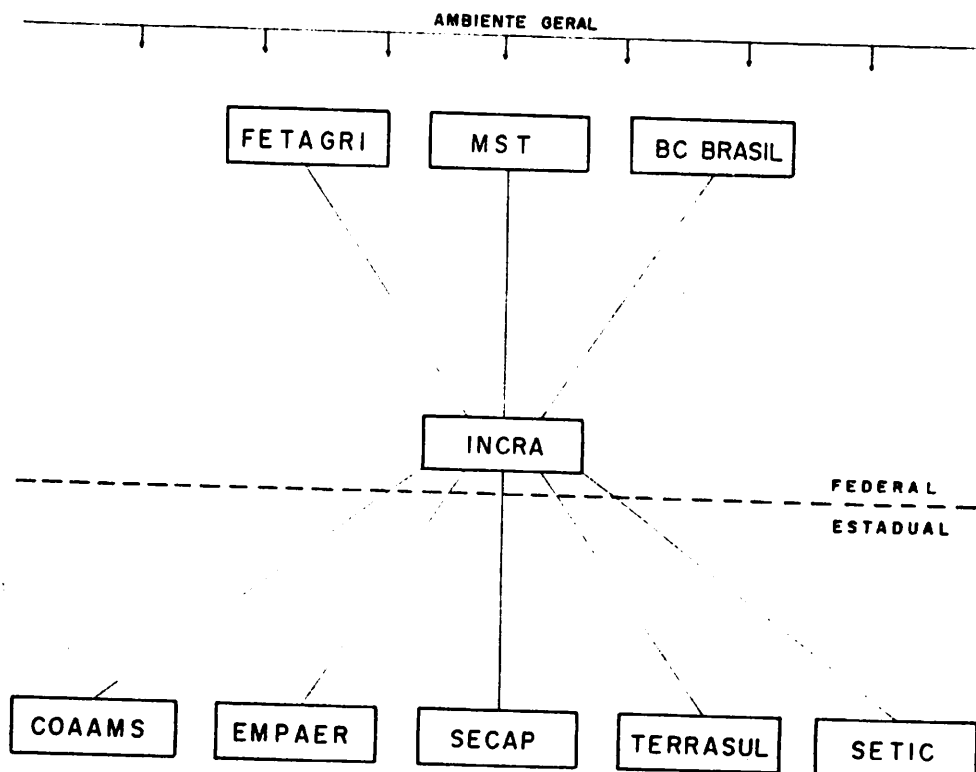 AMBIENTE GERAL
FETAGRI
MST
BC BRASIL
INCRA
FEDERAL
ESTADUAL
COAAMS
EMPAER
SECAP
TERRASUL
SETIC